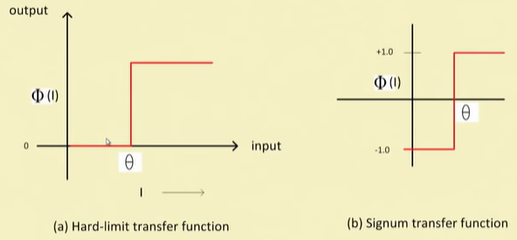 output
Φ (I)
0
θ
input
I
(a) Hard-limit transfer function
+1.0
Φ (I)
θ
-1.0
(b) Signum transfer function